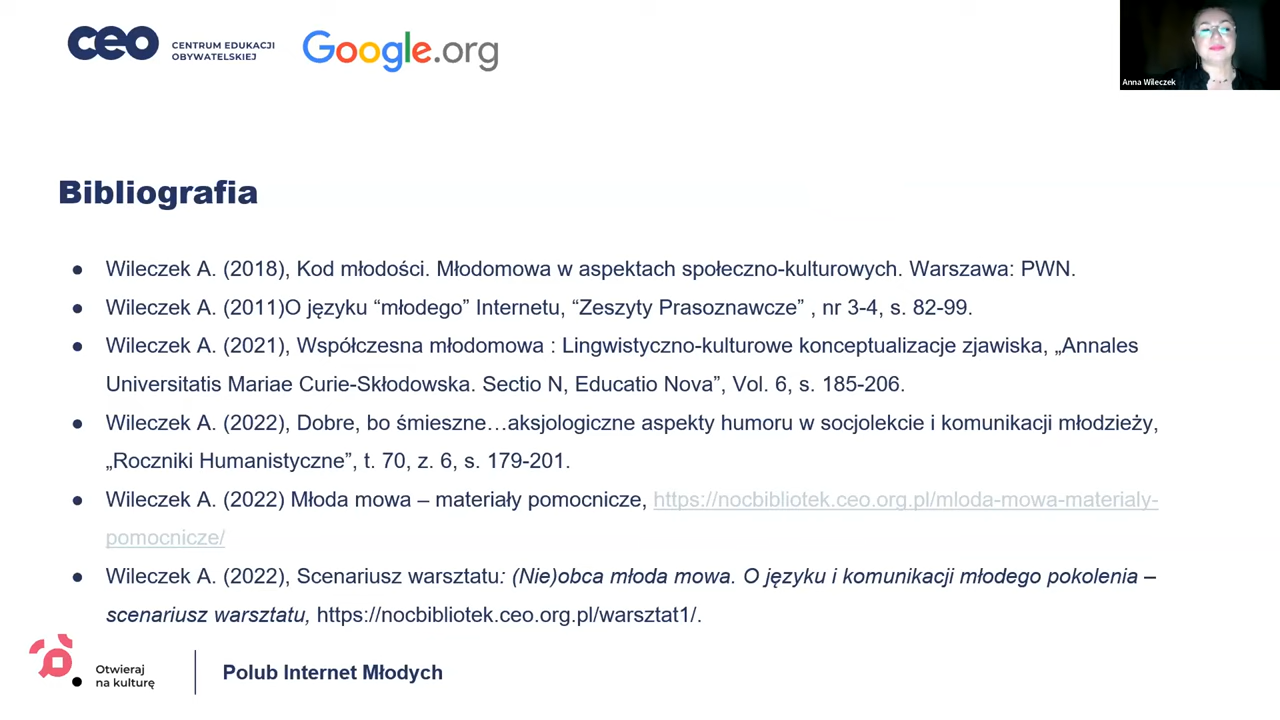 ceo CENTRUM EDUKACJI
OBYWATELSKIEJ
Google.org
Anna Wileczek
Bibliografia
● Wileczek A. (2018), Kod młodości. Młodomowa w aspektach społeczno-kulturowych. Warszawa: PWN.
● Wileczek A. (2011)O języku “młodego” Internetu, “Zeszyty Prasoznawcze” , nr 3-4, s. 82-99.
● Wileczek A. (2021), Współczesna młodomowa : Lingwistyczno-kulturowe konceptualizacje zjawiska, „Annales
Universitatis Mariae Curie-Skłodowska. Sectio N, Educatio Nova”, Vol. 6, s. 185-206.
● Wileczek A. (2022), Dobre, bo śmieszne…aksjologiczne aspekty humoru w socjolekcie i komunikacji młodzieży,
„Roczniki Humanistyczne”, t. 70, z. 6, s. 179-201.
● Wileczek A. (2022) Młoda mowa – materiały pomocnicze, https://nocbibliotek.ceo.org.pl/mloda-mowa-materialy-
pomocnicze/
● Wileczek A. (2022), Scenariusz warsztatu: (Nie)obca młoda mowa. O języku i komunikacji młodego pokolenia –
scenariusz warsztatu, https://nocbibliotek.ceo.org.pl/warsztat1/.
Otwieraj
na kulturę
Polub Internet Młodych